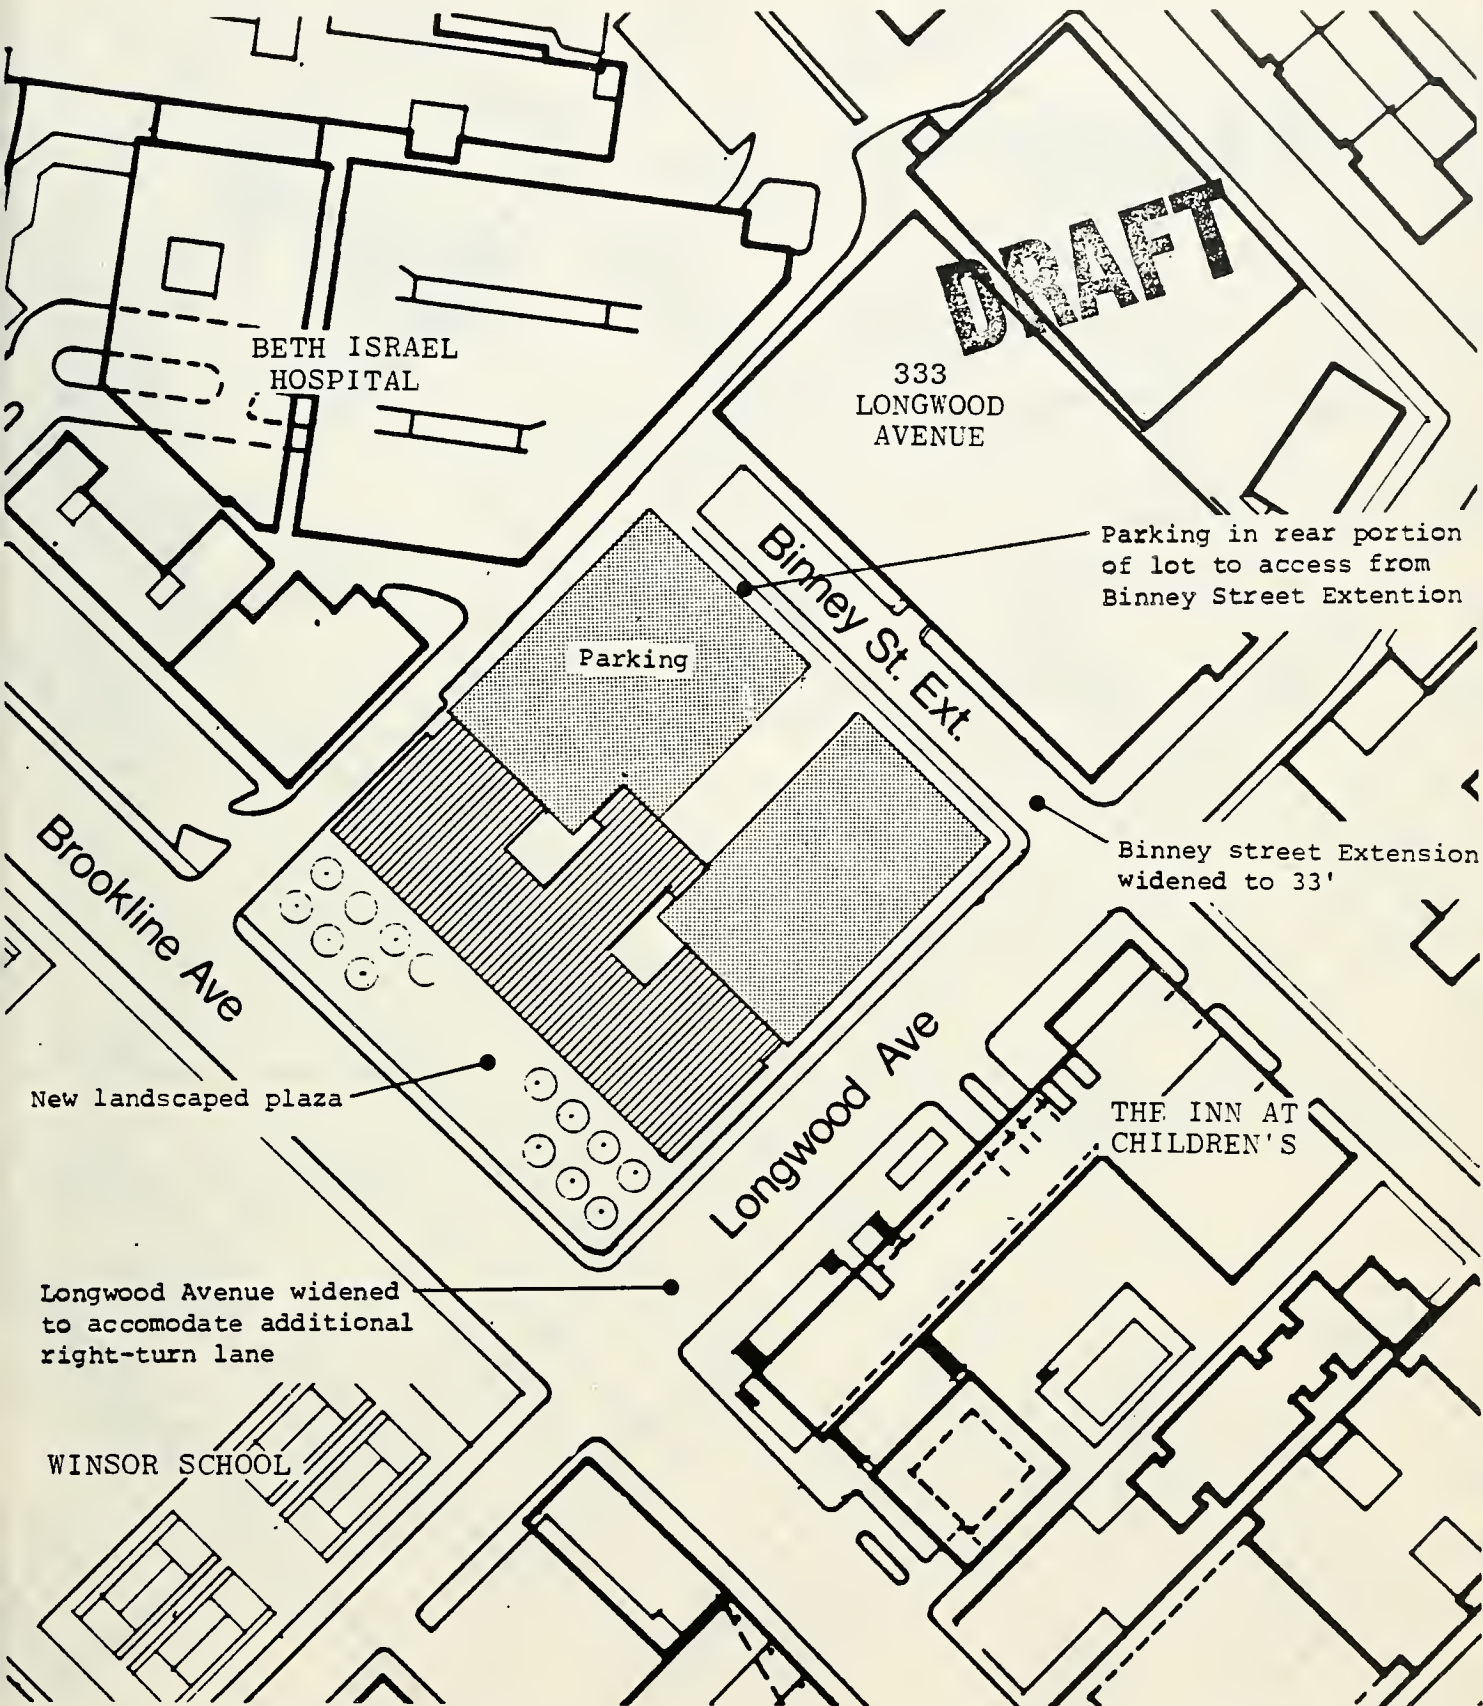 DRAFT
BETH ISRAEL
HOSPITAL
333
LONGWOOD
AVENUE
Parking in rear portion
of lot to access from
Binney Street Extention
Binney St. Ext.
Parking
Binney street Extension
widened to 33'
Brookline Ave
New landscaped plaza
Longwood Ave
THE INN AT
CHILDREN'S
Longwood Avenue widened
to accomodate additional
right-turn lane
WINSOR SCHOOL